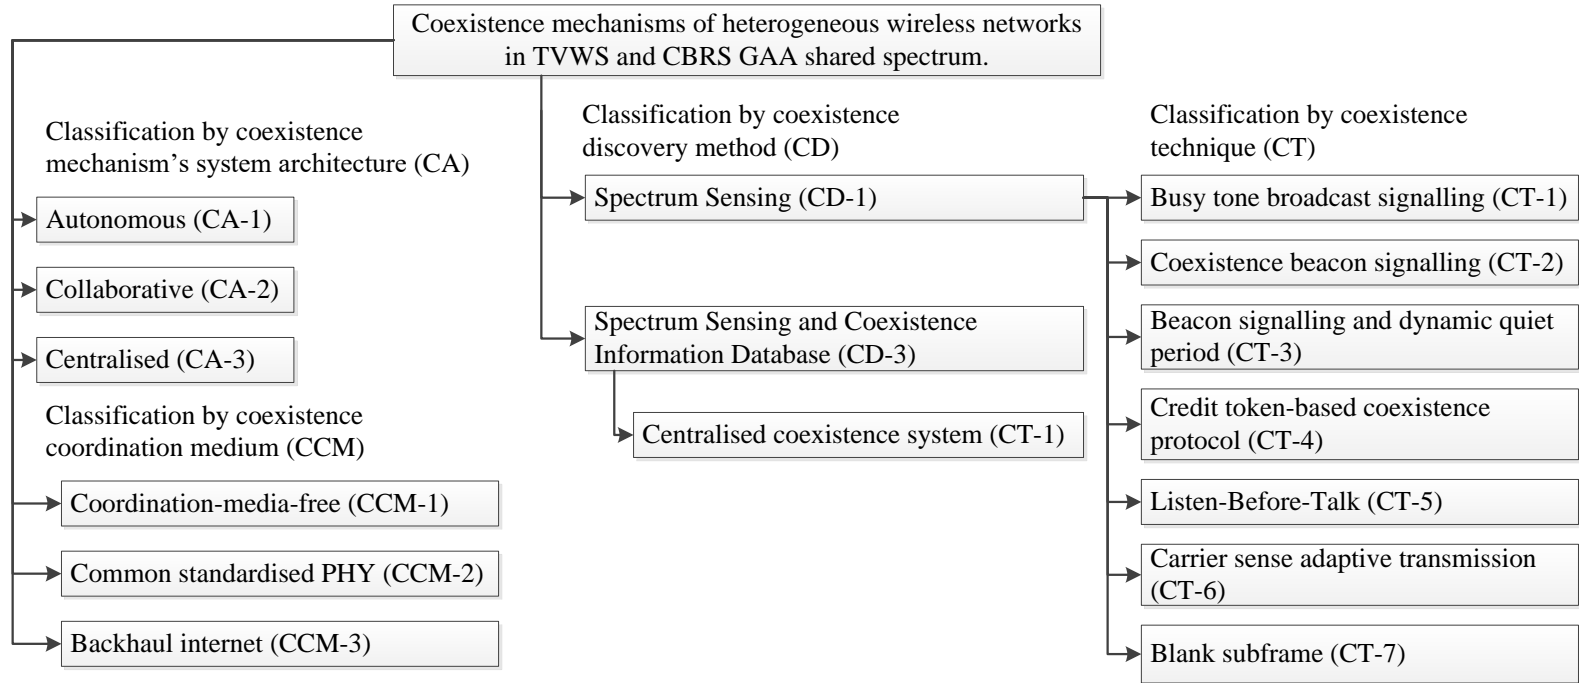 Coexistence mechanisms of heterogeneous wireless networks
in TVWS and CBRS GAA shared spectrum.
Classification by coexistence
mechanism’s system architecture (CA)
Autonomous (CA-1)
Collaborative (CA-2)
Centralised (CA-3)
Classification by coexistence
coordination medium (CCM)
Coordination-media-free (CCM-1)
Common standardised PHY (CCM-2)
Backhaul internet (CCM-3)
Classification by coexistence
discovery method (CD)
Spectrum Sensing (CD-1)
Spectrum Sensing and Coexistence
Information Database (CD-3)
Centralised coexistence system (CT-1)
Classification by coexistence
technique (CT)
Busy tone broadcast signalling (CT-1)
Coexistence beacon signalling (CT-2)
Beacon signalling and dynamic quiet
period (CT-3)
Credit token-based coexistence
protocol (CT-4)
Listen-Before-Talk (CT-5)
Carrier sense adaptive transmission
(CT-6)
Blank subframe (CT-7)